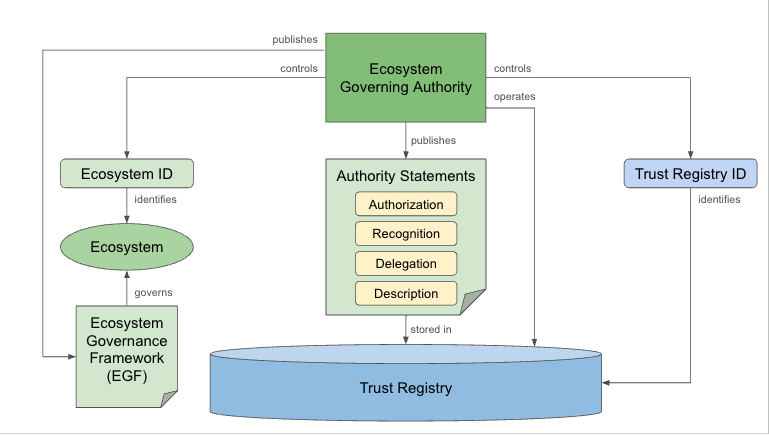 publishes
controls
Ecosystem
Governing Authority
controls
operates
publishes
Ecosystem ID
Authority Statements
Trust Registry ID
identifies
identifies
Authorization
Recognition
Delegation
Description
Ecosystem
governs
Ecosystem
Governance
Framework
(EGF)
stored in
Trust Registry